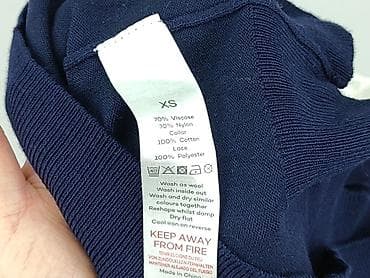 XS
70% Viscose
30% Nylon
Collar
100% Cotton
Lace
100% Polyester
Wash as wool
Wash inside out
Wash and dry similar
colours together
Reshape whilst damp
Dry flat
Cool iron on reverse
KEEP AWAY
FROM FIRE
Made in China